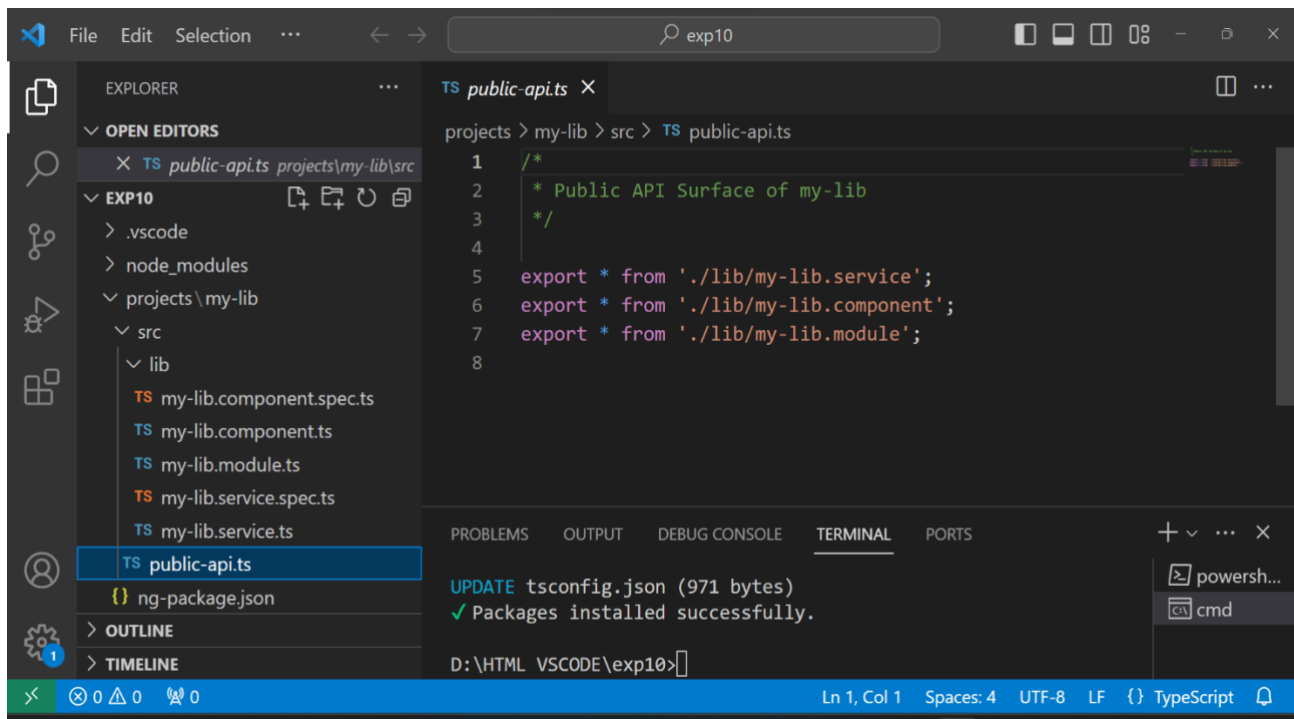 File Edit Selection ··· ← → exp10
EXPLORER ···
OPEN EDITORS
TS public-api.ts projects\my-lib\src
EXP10
.vscode
node_modules
projects\my-lib
src
lib
TS my-lib.component.spec.ts
TS my-lib.component.ts
TS my-lib.module.ts
TS my-lib.service.spec.ts
TS my-lib.service.ts
TS public-api.ts
{} ng-package.json
OUTLINE
TIMELINE
1
TS public-api.ts ···
projects > my-lib > src > TS public-api.ts
1 /*
2  * Public API Surface of my-lib
3  */
4
5 export * from './lib/my-lib.service';
6 export * from './lib/my-lib.component';
7 export * from './lib/my-lib.module';
8
PROBLEMS OUTPUT DEBUG CONSOLE TERMINAL PORTS ···
UPDATE tsconfig.json (971 bytes)
✓ Packages installed successfully.
D:\HTML VSCODE\exp10>
powersh...
cmd
0 0 0 Ln 1, Col 1 Spaces: 4 UTF-8 LF {} TypeScript